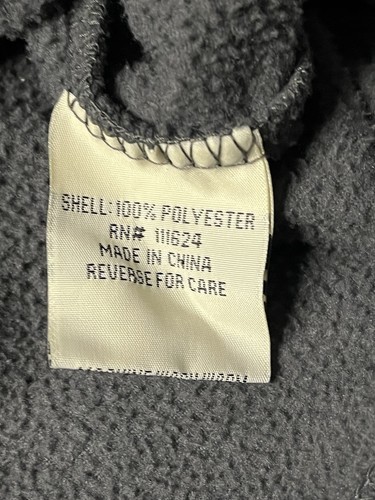 SHELL: 100% POLYESTER
RN# 111624
MADE IN CHINA
REVERSE FOR CARE